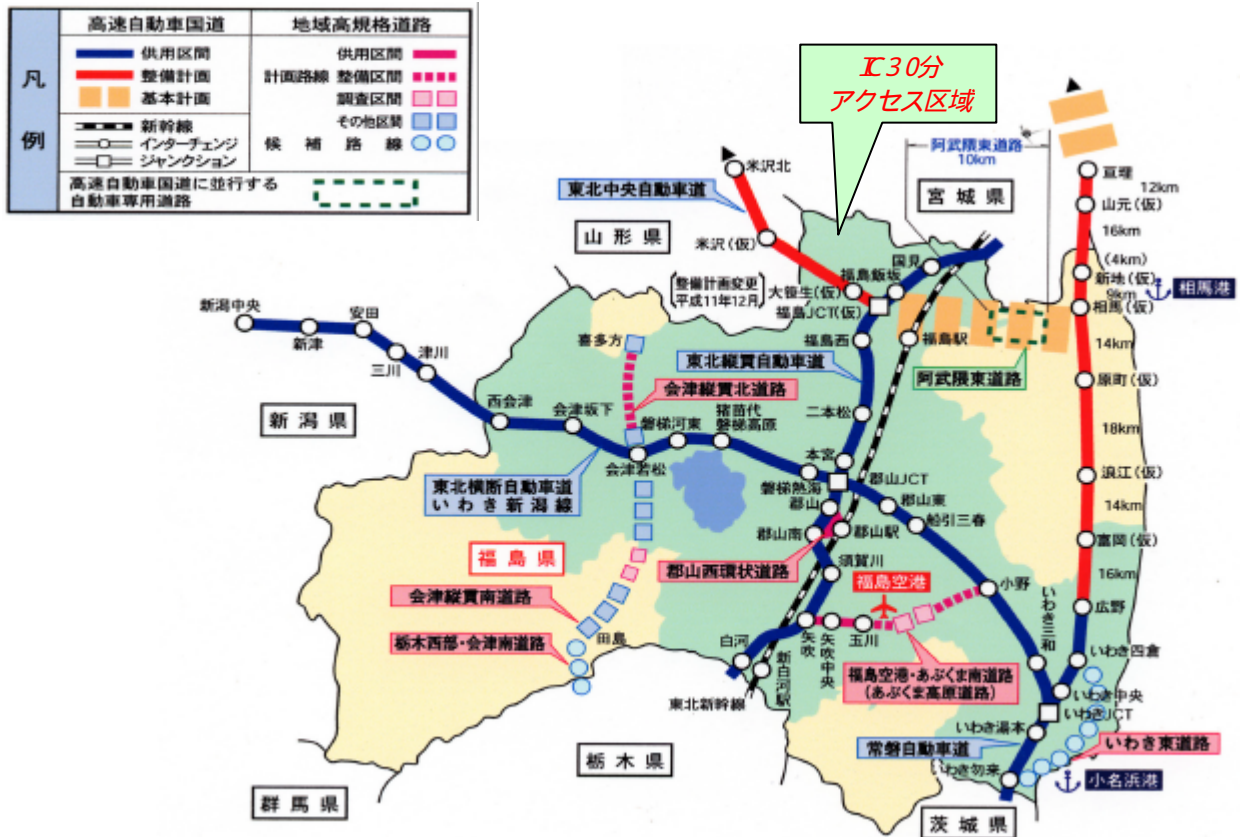 凡例
高速自動車国道
供用区間
整備計画
基本計画
新幹線
インターチェンジ
ジャンクション
地域高規格道路
供用区間
計画路線 整備区間
調査区間
その他区間
候補路線
高速自動車国道に並行する
自動車専用道路
IC30分
アクセス区域
阿武隈東道路
10km
米沢北
東北中央自動車道
宮城県
亘理
12km
山元(仮)
16km
山形県
米沢(仮)
国見
(4km)
新地(仮)
9km
相馬港
整備計画変更
平成11年12月
福島飯坂
大笹生(仮)
福島JCT(仮)
相馬(仮)
新潟中央
新津
安田
三川
津川
喜多方
福島西
福島駅
14km
東北縦貫自動車道
阿武隈東道路
会津縦貫北道路
原町(仮)
新潟県
西会津
会津坂下
磐梯河東
猪苗代
磐梯高原
二本松
18km
本宮
会津若松
東北横断自動車道
いわき新潟線
磐梯熱海
郡山JCT
浪江(仮)
郡山
郡山東
14km
船引三春
郡山南
郡山駅
富岡(仮)
福島県
郡山西環状道路
須賀川
福島空港
16km
小野
会津縦貫南道路
広野
いわき三和
田島
栃木西部・会津南道路
白河
矢吹
矢吹中央
玉川
いわき四倉
新白河駅
福島空港・あぶくま南道路
(あぶくま高原道路)
東北新幹線
いわき中央
いわきJCT
いわき湯本
栃木県
常磐自動車道
いわき東道路
いわき勿来
小名浜港
群馬県
茨城県